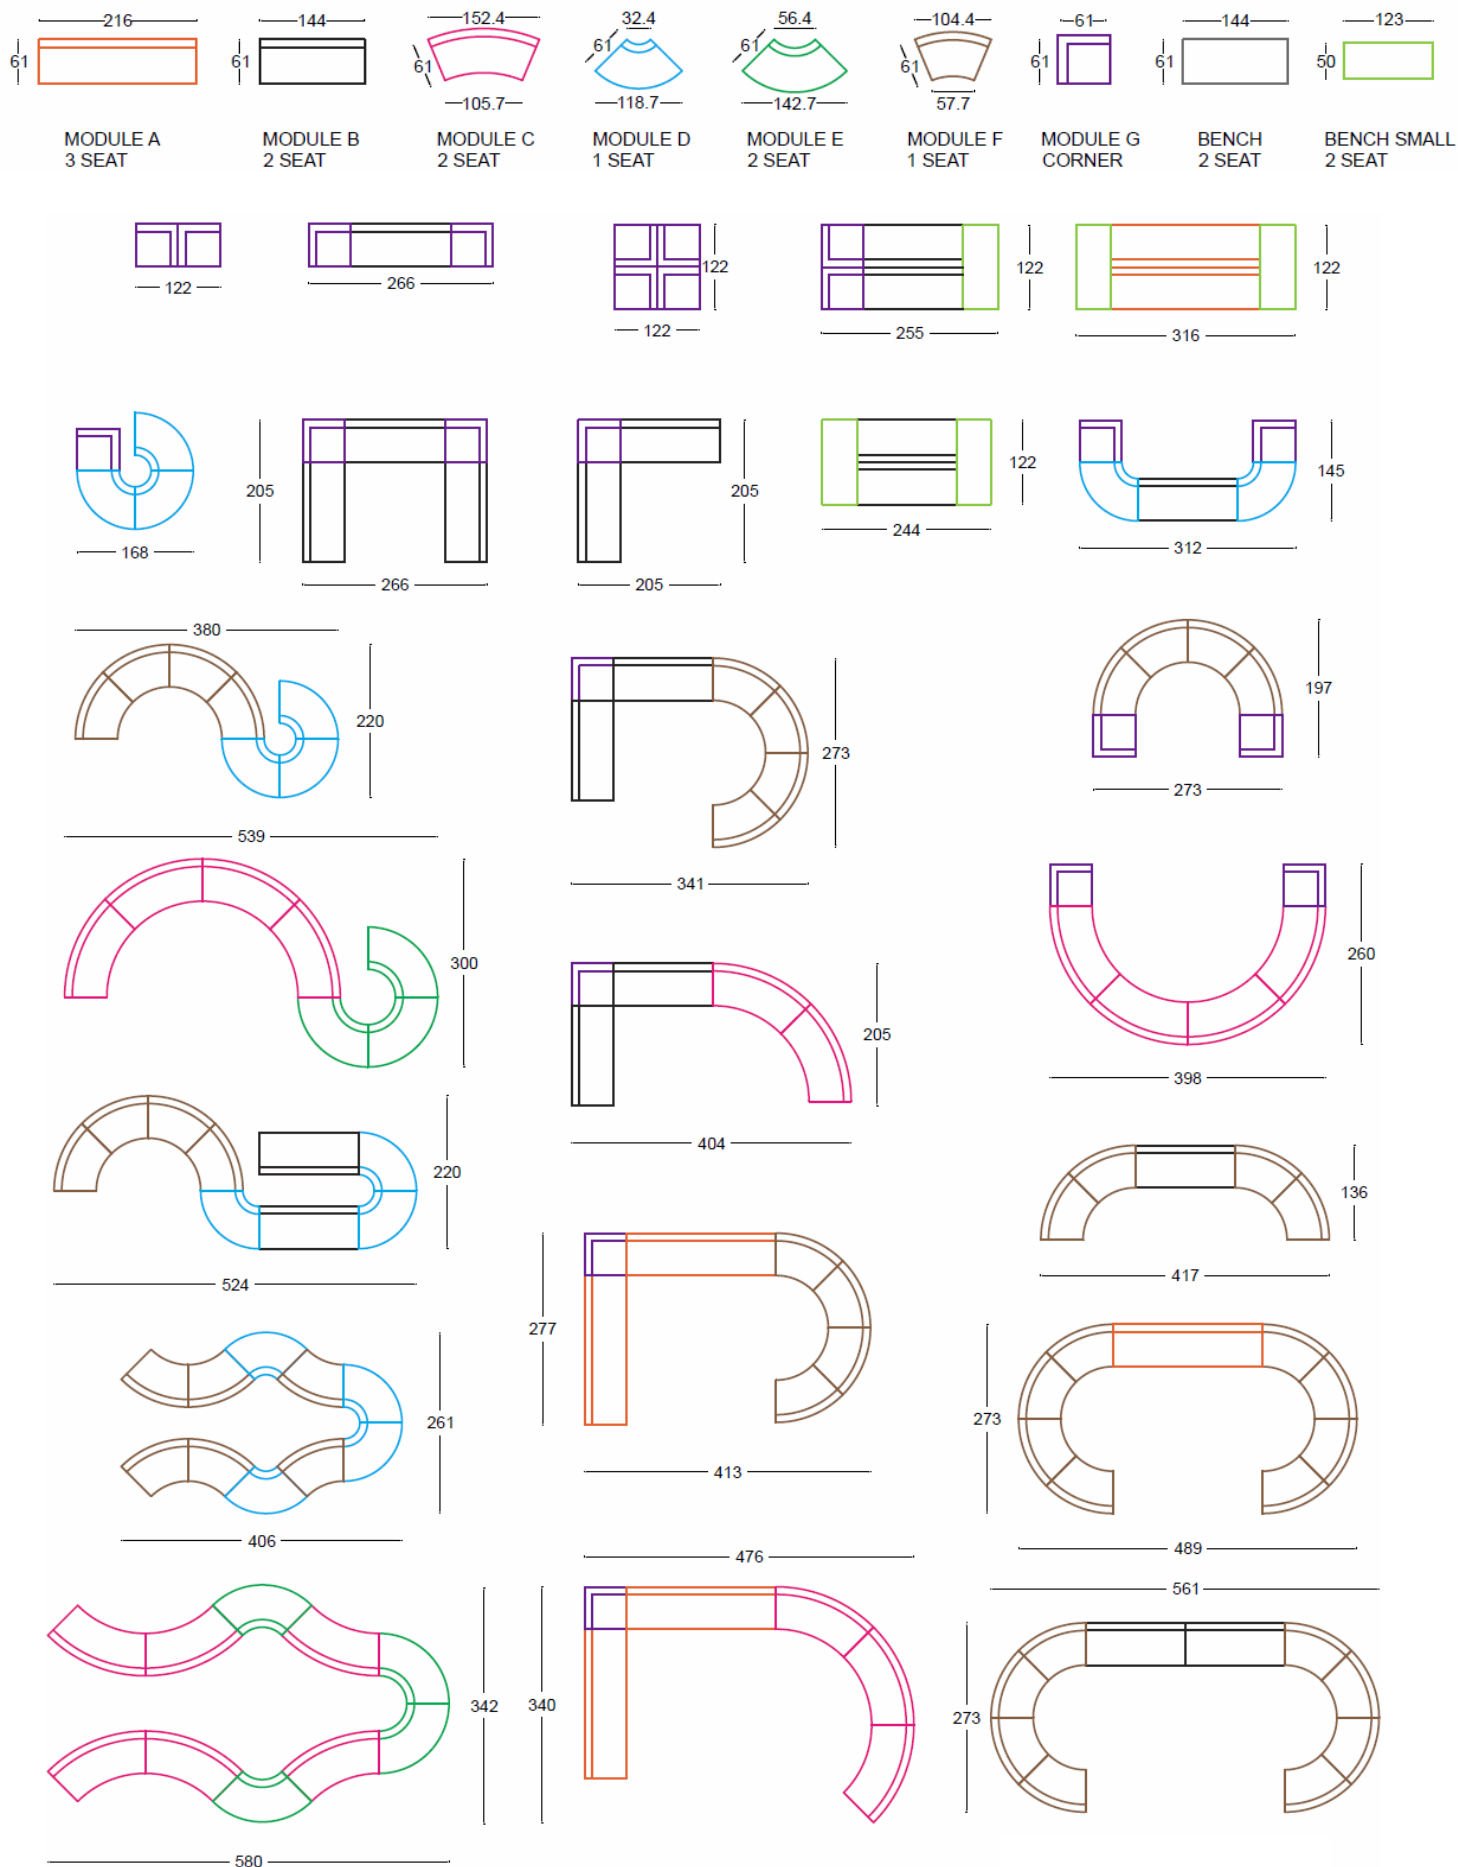 216 144 152.4 32.4 56.4 104.4 61 144 123
61 61 61 61 61 61 61 61 50
105.7 118.7 142.7 57.7
MODULE A MODULE B MODULE C MODULE D MODULE E MODULE F MODULE G BENCH BENCH SMALL
3 SEAT 2 SEAT 2 SEAT 1 SEAT 2 SEAT 1 SEAT CORNER 2 SEAT 2 SEAT
122 122 122
122 266
122 255 316
205 205 122 145
168 266 205 244 312
380
220 273 197
273
539
341
300 260
205
398
404
220 136
524 417
277
261 273
413
406 489
476
561
342 340 273
580